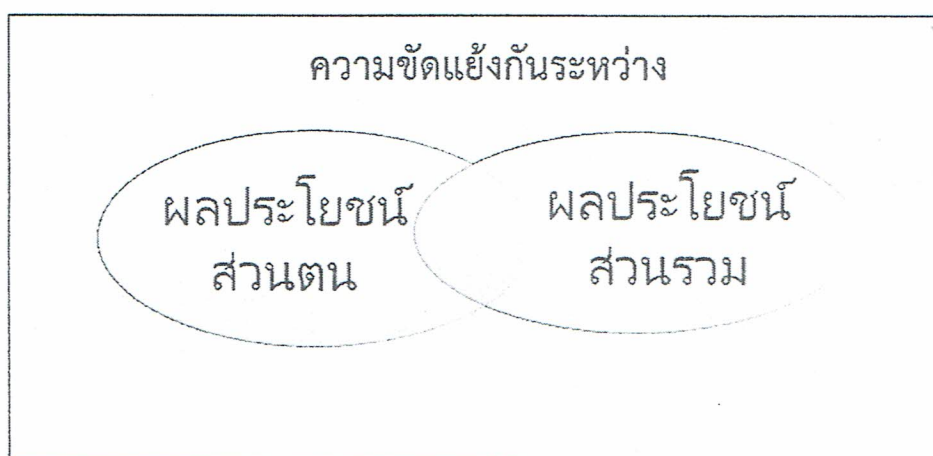 ความขัดแย้งกันระหว่าง
ผลประโยชน์
ส่วนตน
ผลประโยชน์
ส่วนรวม